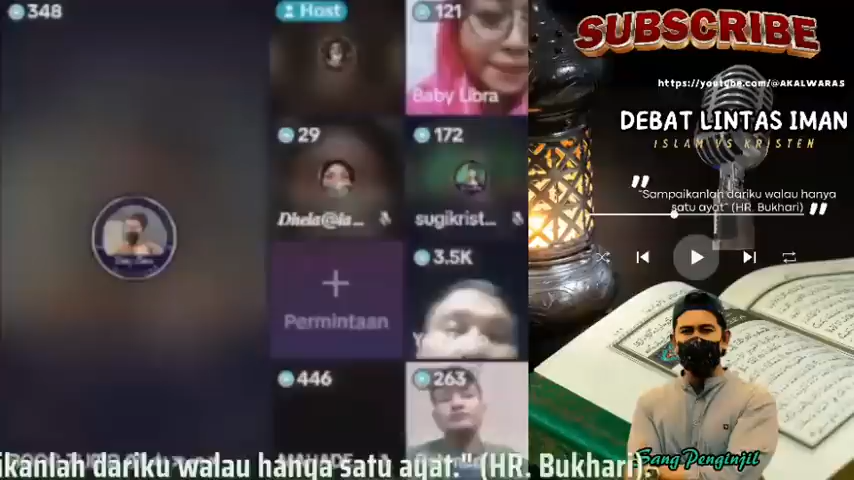 348
Host
121
Baby Libra
29
172
Dhela@la...
sugikrist...
3.5K
Permintaan
446
263
SUBSCRIBE
https://youtube.com/@AKALWARAS
DEBAT LINTAS IMAN
ISLAM VS KRISTEN
"Sampaikanlah dariku walau hanya
satu ayat" (HR. Bukhari)
Sang Penginjil
ikanlah dariku walau hanya satu ayat." (HR. Bukhari).